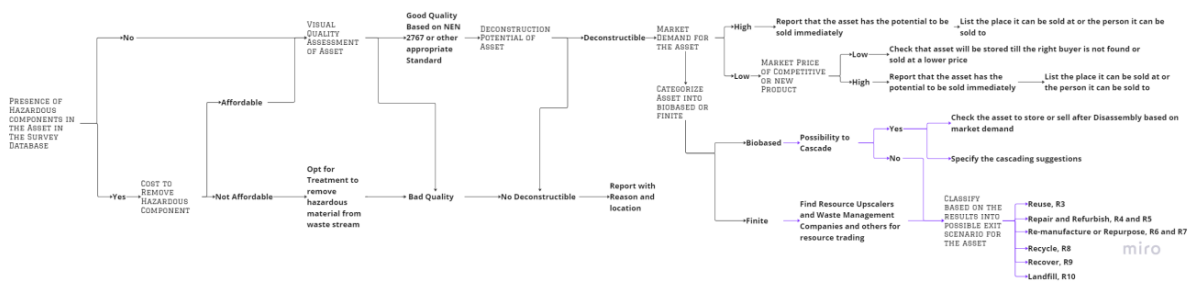 PRESENCE OF
HAZARDOUS
COMPONENTS IN
THE ASSET IN
THE SURVEY
DATABASE
No
Yes
COST TO
REMOVE
HAZARDOUS
COMPONENT
Affordable
Not Affordable
VISUAL
QUALITY
ASSESSMENT
OF ASSET
Opt for
Treatment to
remove
hazardous
material from
waste stream
Good Quality
Based on NEN
2767 or other
appropriate
Standard
Bad Quality
DECONSTRUCTION
POTENTIAL OF
ASSET
Deconstructible
No Deconstructible
Report with
Reason and
location
MARKET
DEMAND FOR
THE ASSET
High
Report that the asset has the potential to be
sold immediately
List the place it can be sold at or the person it can be
sold to
Low
MARKET PRICE
OF COMPETITIVE
OR NEW
PRODUCT
Low
Check that asset will be stored till the right buyer is not found or
sold at a lower price
High
Report that the asset has the
potential to be sold immediately
List the place it can be sold at or
the person it can be sold to
CATEGORIZE
ASSET INTO
BIOBASED OR
FINITE
Biobased
Possibility to
Cascade
Yes
Check the asset to store or sell after Disassembly based on
market demand
Specify the cascading suggestions
No
Finite
Find Resource Upscalers
and Waste Management
Companies and others for
resource trading
CLASSIFY
BASED ON THE
RESULTS INTO
POSSIBLE EXIT
SCENARIO FOR
THE ASSET
Reuse, R3
Repair and Refurbish, R4 and R5
Re-manufacture or Repurpose, R6 and R7
Recycle, R8
Recover, R9
Landfill, R10
miro